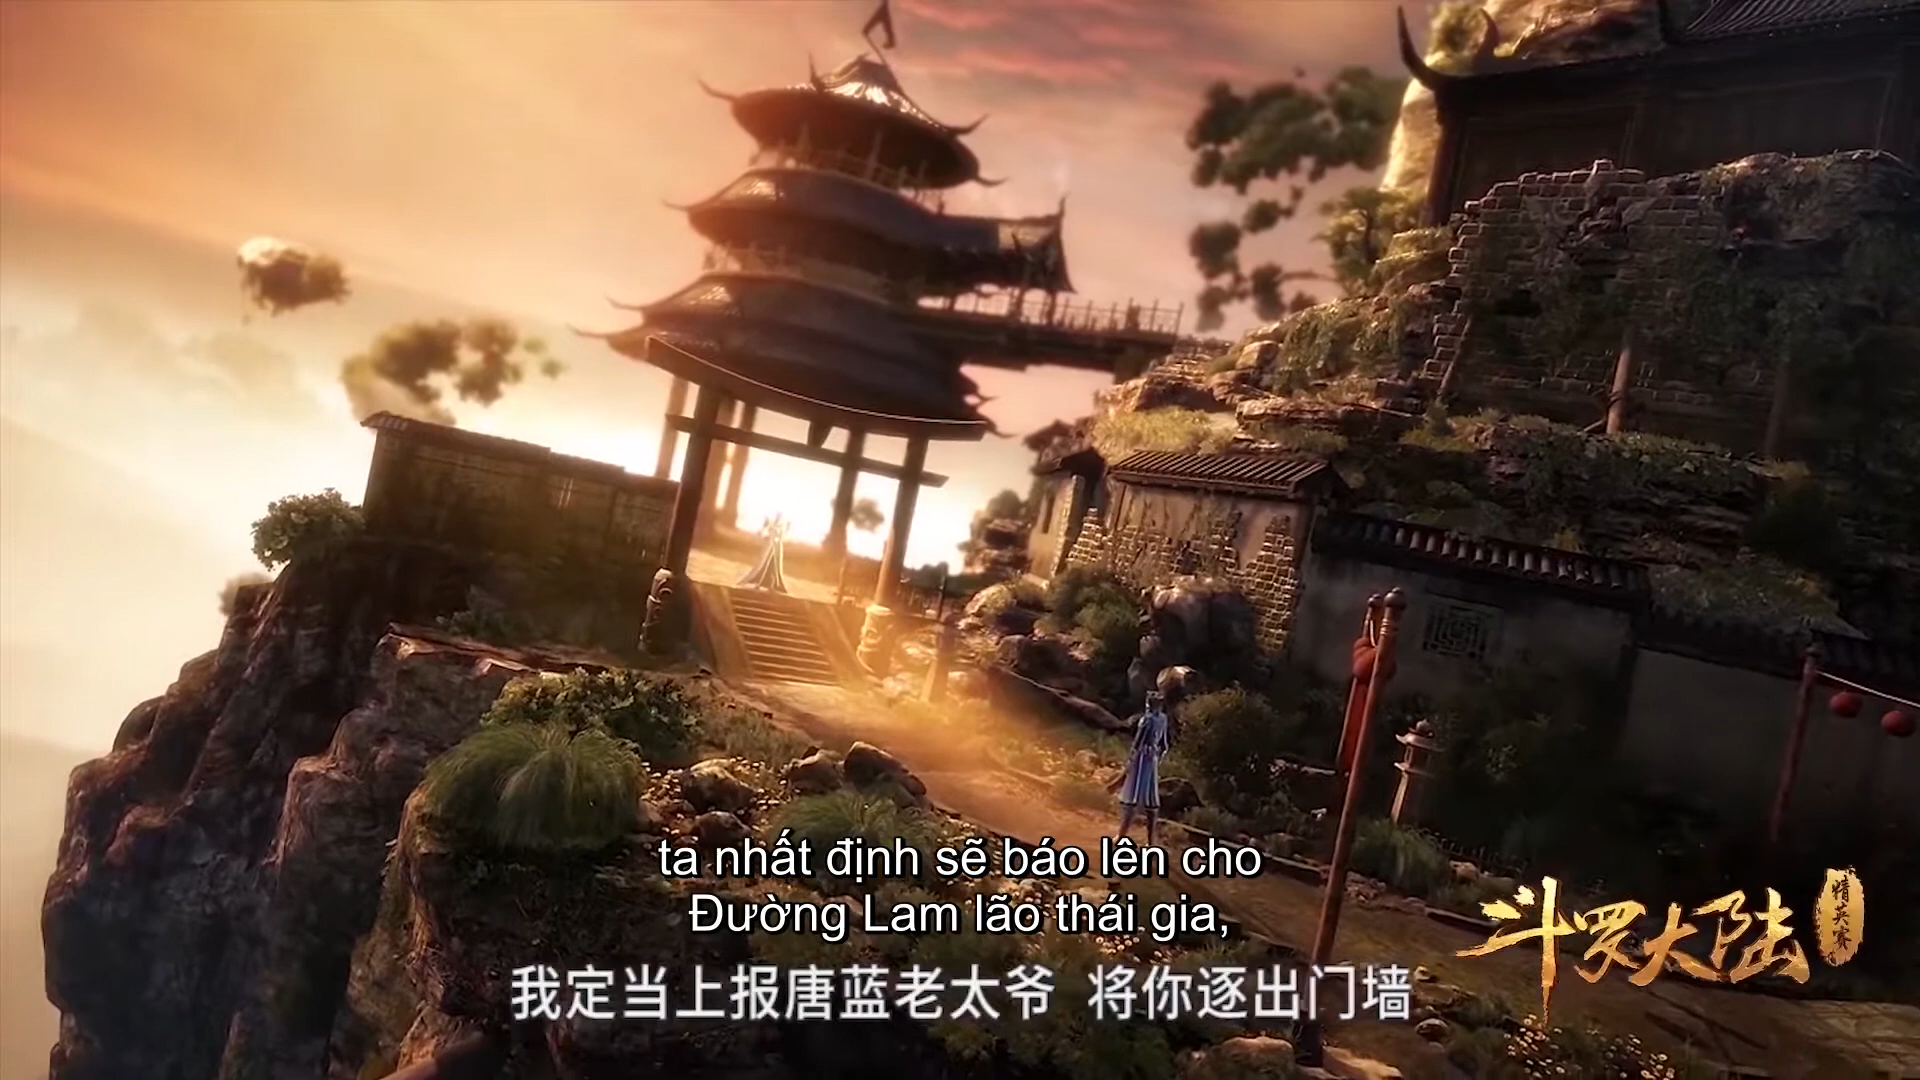 ta nhất định sẽ báo lên cho
Đường Lam lão thái gia,
我定当上报唐蓝老太爷 将你逐出门墙
斗罗大陆
精英赛